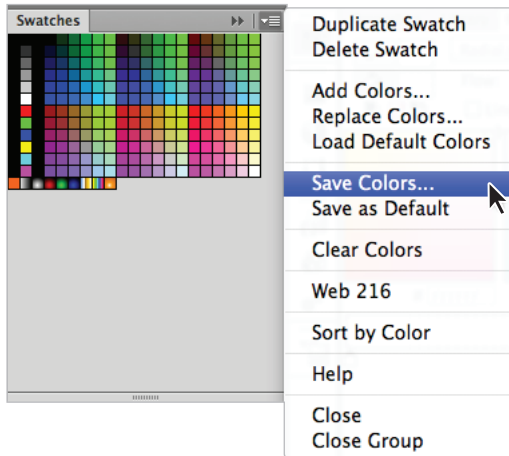 Swatches
Duplicate Swatch
Delete Swatch
Add Colors...
Replace Colors...
Load Default Colors
Save Colors...
Save as Default
Clear Colors
Web 216
Sort by Color
Help
Close
Close Group